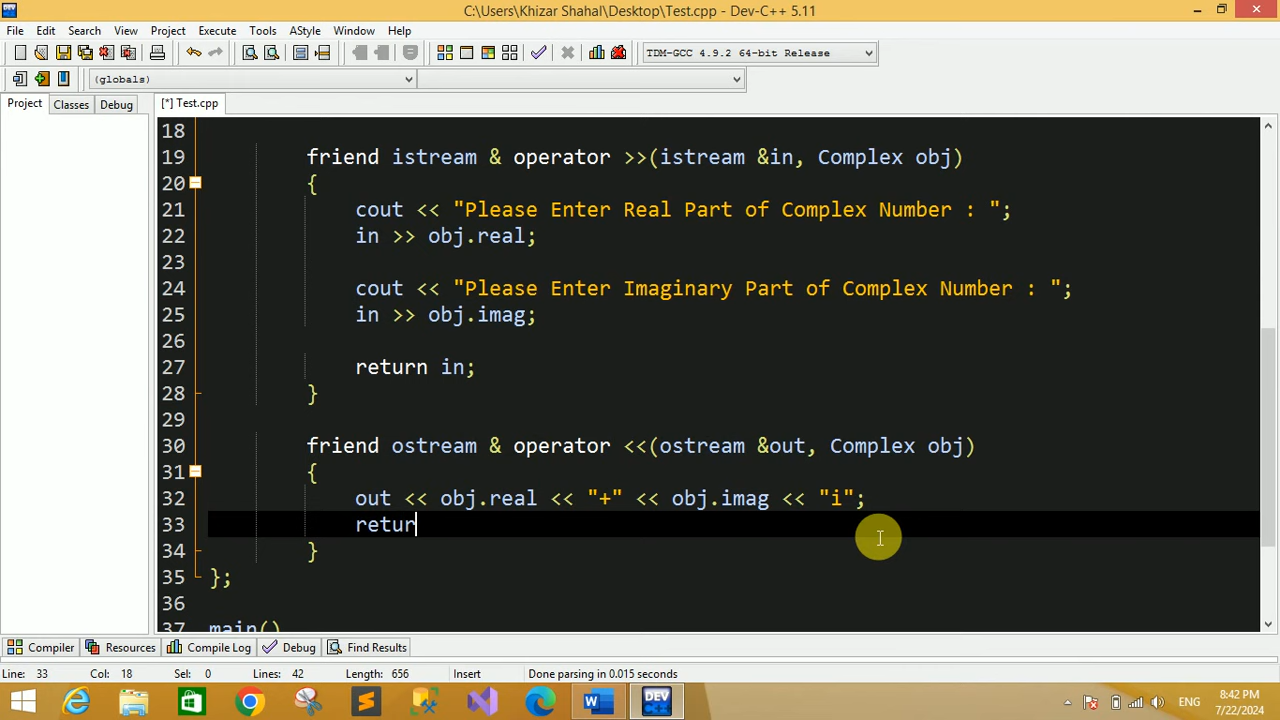 C:\Users\Khizar Shahal\Desktop\Test.cpp - Dev-C++ 5.11
File Edit Search View Project Execute Tools AStyle Window Help
TDM-GCC 4.9.2 64-bit Release
(globals)
Project Classes Debug [*] Test.cpp
18
19 friend istream & operator >>(istream &in, Complex obj)
20 {
21 cout << "Please Enter Real Part of Complex Number : ";
22 in >> obj.real;
23
24 cout << "Please Enter Imaginary Part of Complex Number : ";
25 in >> obj.imag;
26
27 return in;
28 }
29
30 friend ostream & operator <<(ostream &out, Complex obj)
31 {
32 out << obj.real << "+" << obj.imag << "i";
33 retur
34 }
35 };
36
37 main()
Compiler Resources Compile Log Debug Find Results
Line: 33 Col: 18 Sel: 0 Lines: 42 Length: 656 Insert Done parsing in 0.015 seconds
ENG 8:42 PM
7/22/2024